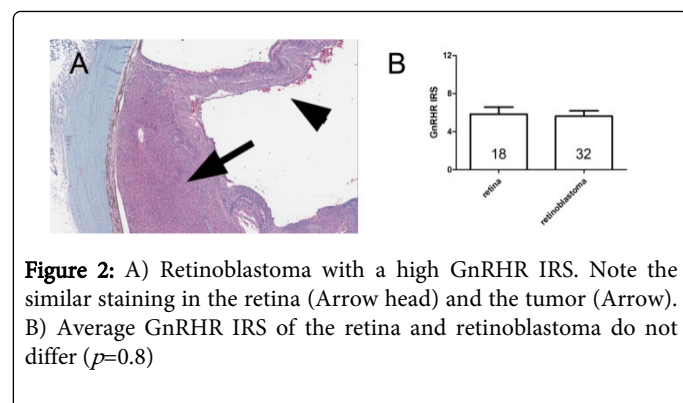 A
B
GnRHR IRS
12
8
4
0
18
32
retina
retinoblastoma
Figure 2: A) Retinoblastoma with a high GnRHR IRS. Note the
similar staining in the retina (Arrow head) and the tumor (Arrow).
B) Average GnRHR IRS of the retina and retinoblastoma do not
differ (p=0.8)